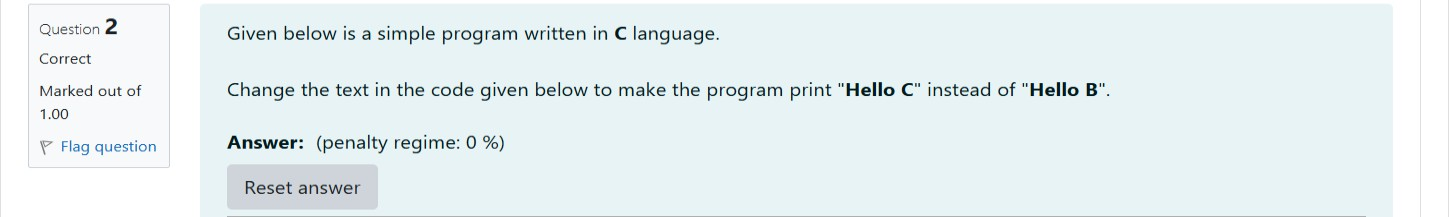 Question 2
Correct
Marked out of
1.00
Flag question
Given below is a simple program written in C language.
Change the text in the code given below to make the program print "Hello C" instead of "Hello B".
Answer: (penalty regime: 0 %)
Reset answer